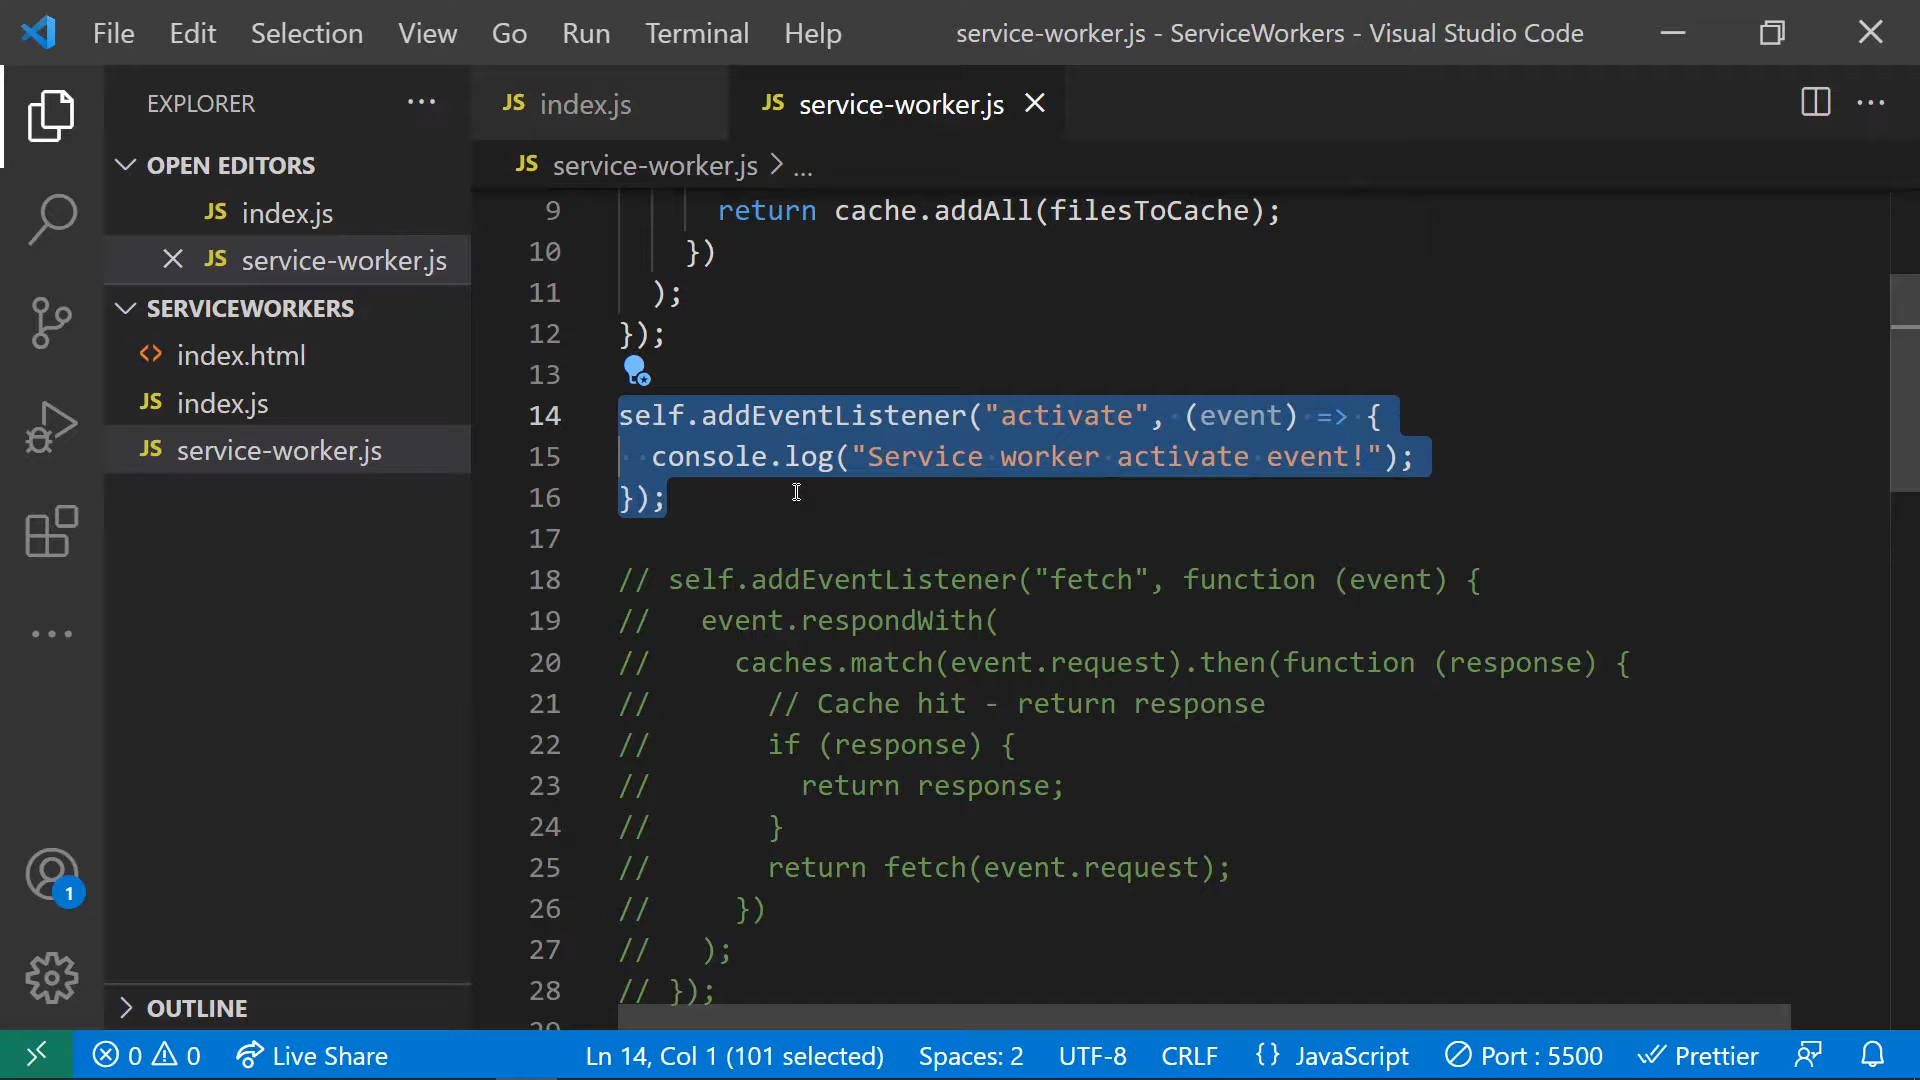 File Edit Selection View Go Run Terminal Help service-worker.js - ServiceWorkers - Visual Studio Code
EXPLORER
OPEN EDITORS
JS index.js
JS service-worker.js
SERVICEWORKERS
index.html
JS index.js
JS service-worker.js
OUTLINE
1
JS index.js JS service-worker.js
JS service-worker.js > ...
9 return cache.addAll(filesToCache);
10 })
11 );
12 });
13
14 self.addEventListener("activate", (event) => {
15 console.log("Service worker activate event!");
16 });
17
18 // self.addEventListener("fetch", function (event) {
19 // event.respondWith(
20 // caches.match(event.request).then(function (response) {
21 // // Cache hit - return response
22 // if (response) {
23 // return response;
24 // }
25 // return fetch(event.request);
26 // })
27 // );
28 // });
0 0 Live Share Ln 14, Col 1 (101 selected) Spaces: 2 UTF-8 CRLF {} JavaScript Port : 5500 Prettier